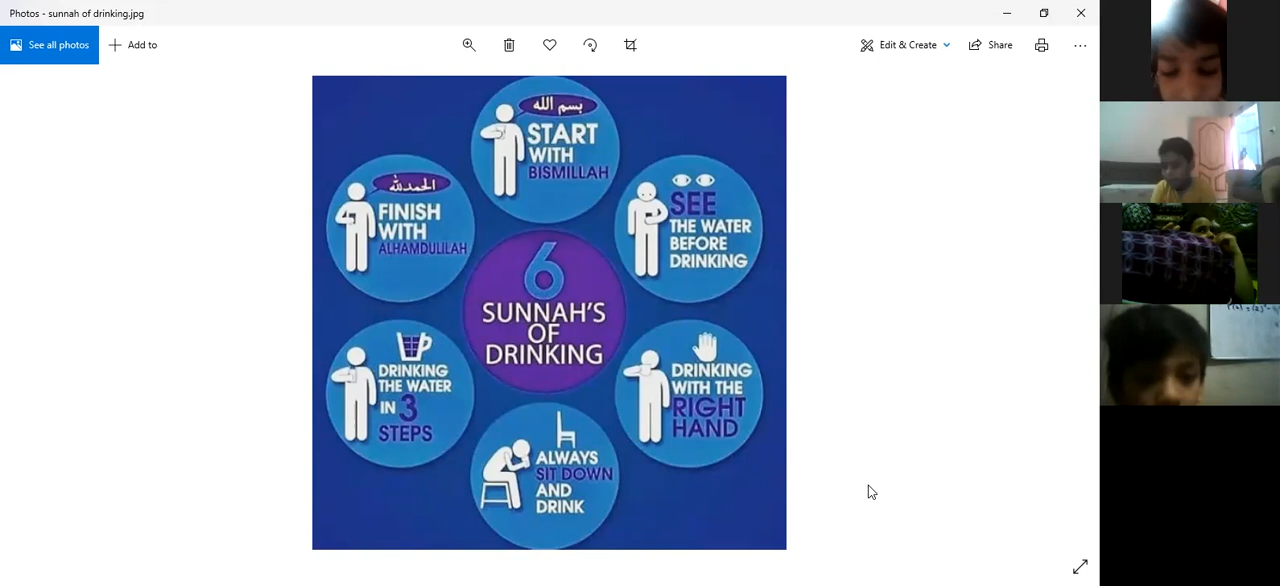 Photos - sunnah of drinking.jpg
See all photos
Add to
Edit & Create
Share
بسم الله
START
WITH
BISMILLAH
SEE
THE WATER
BEFORE
DRINKING
DRINKING
WITH THE
RIGHT
HAND
ALWAYS
SIT DOWN
AND
DRINK
DRINKING
THE WATER
IN 3
STEPS
الحمدلله
FINISH
WITH
ALHAMDULILAH
6
SUNNAH'S
OF
DRINKING